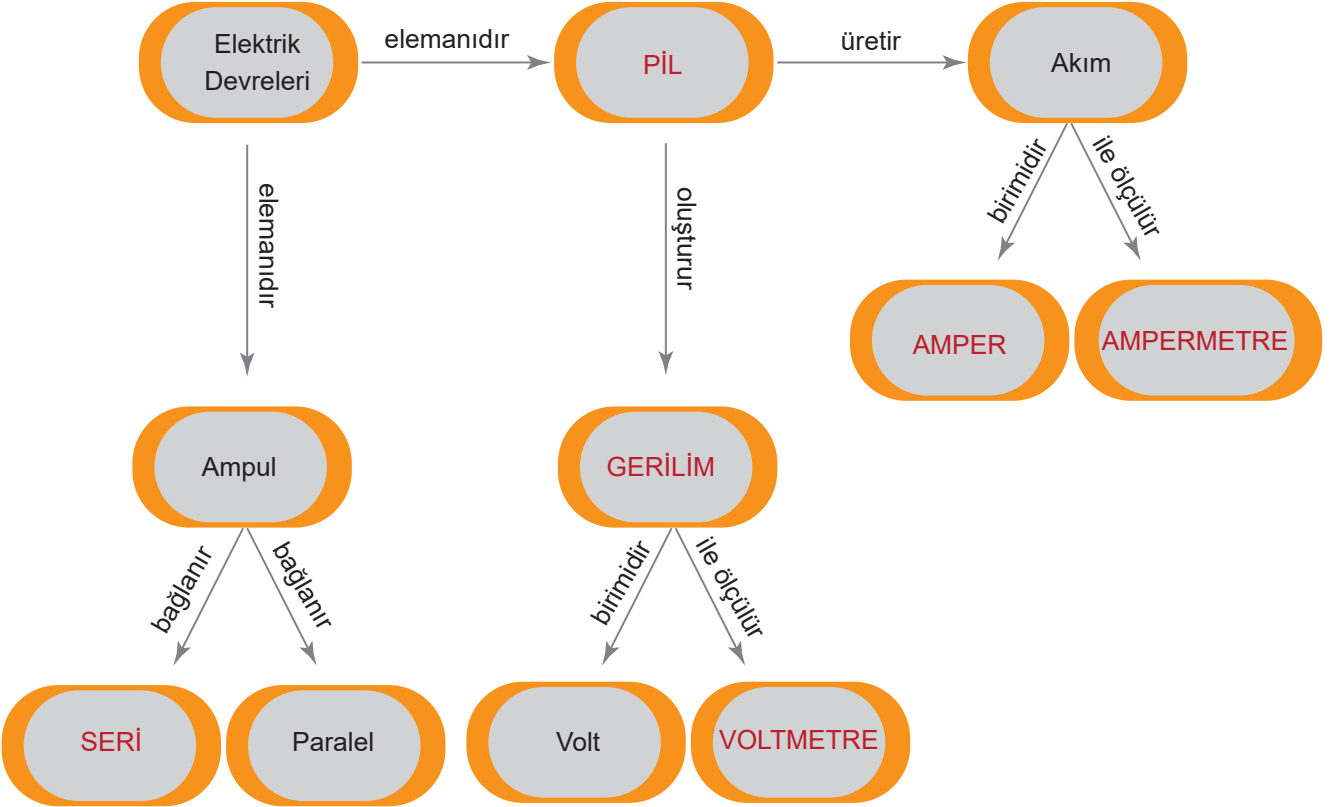 Elektrik
Devreleri
elemanıdır
PİL
üretir
Akım
birimidir
ile ölçülür
AMPER
AMPERMETRE
elemanıdır
oluşturur
Ampul
GERİLİM
bağlanır
bağlanır
birimidir
ile ölçülür
SERİ
Paralel
Volt
VOLTMETRE